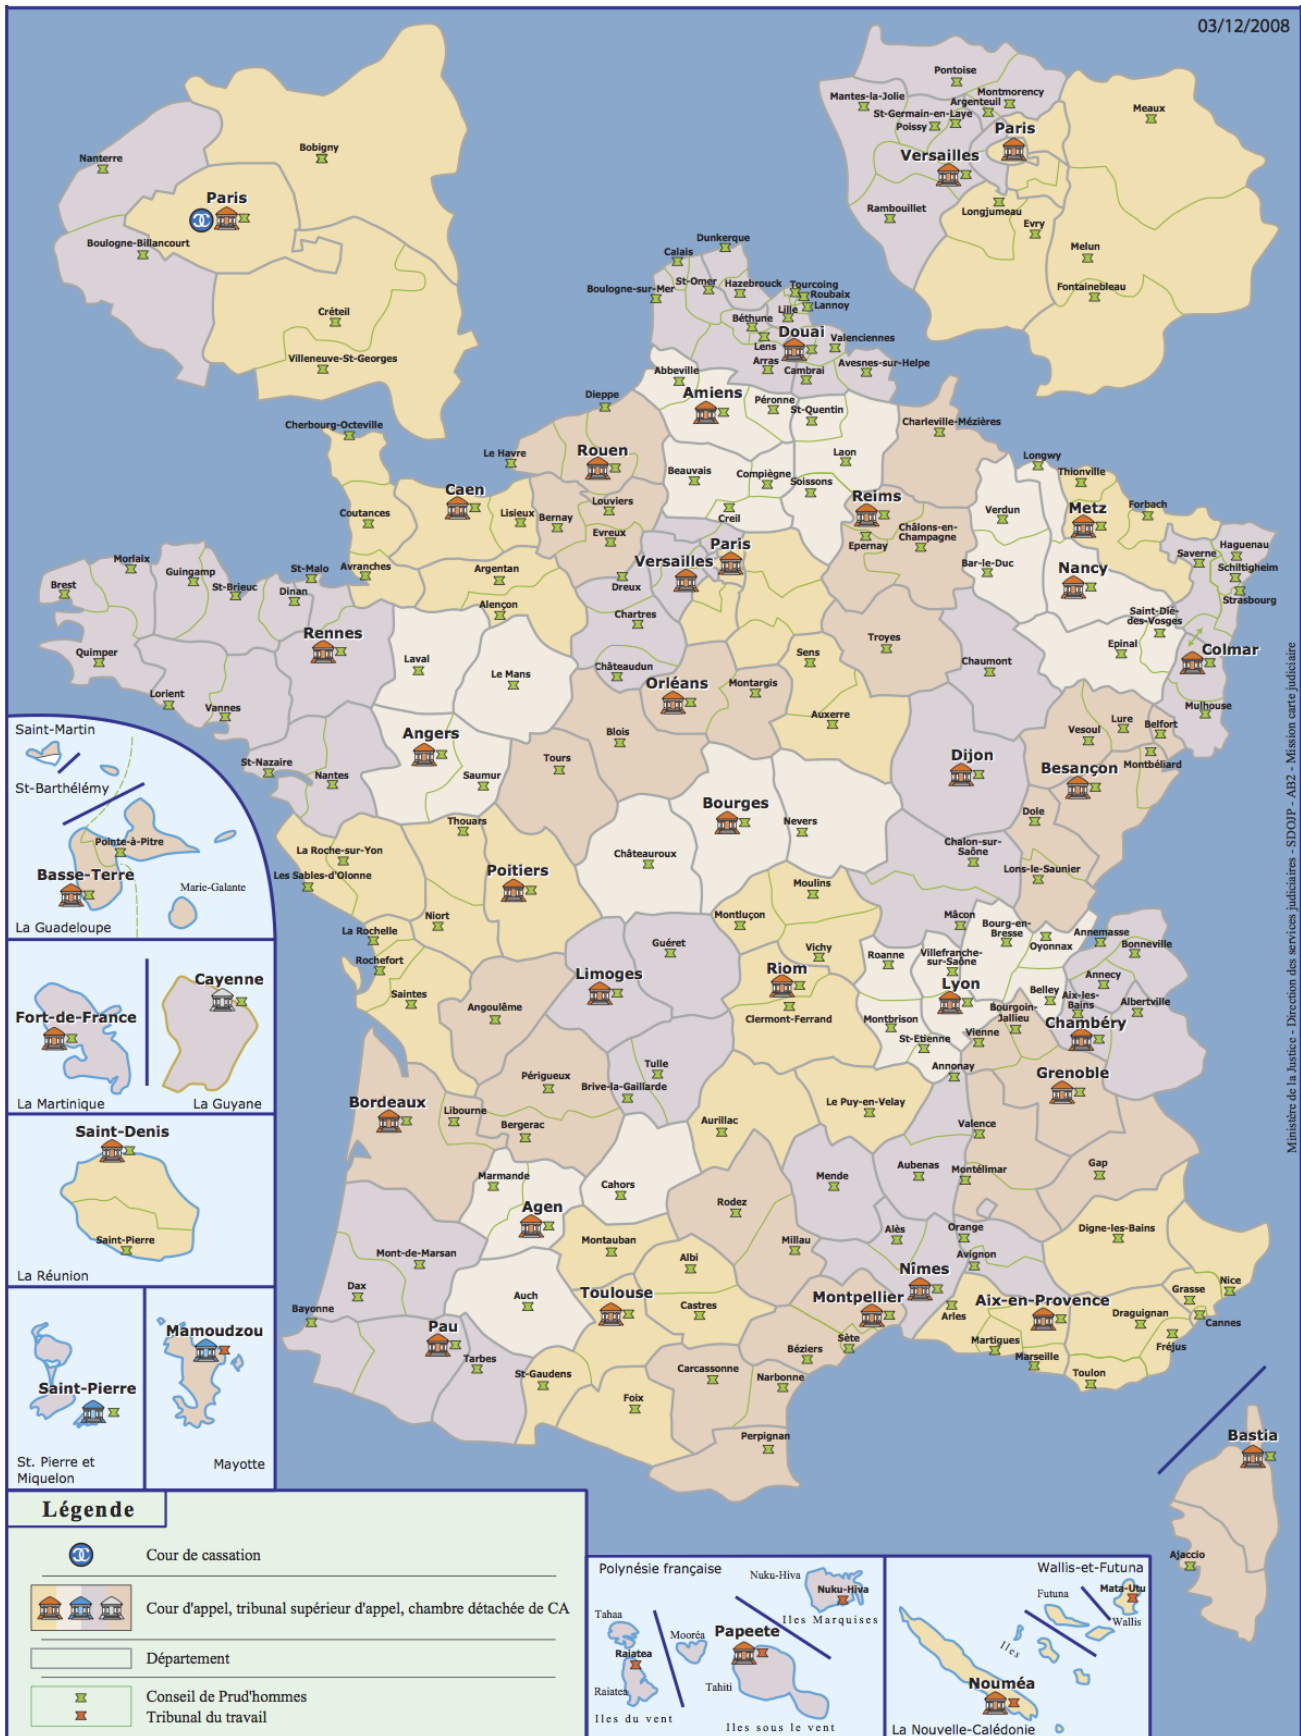 03/12/2008
Nanterre
Bobigny
Paris
Boulogne-Billancourt
Créteil
Villeneuve-St-Georges
Pontoise
Mantes-la-Jolie
Montmorency
Argenteuil
St-Germain-en-Laye
Poissy
Paris
Meaux
Versailles
Rambouillet
Longjumeau
Evry
Melun
Fontainebleau
Dunkerque
Calais
St-Omer
Hazebrouck
Tourcoing
Roubaix
Lannoy
Boulogne-sur-Mer
Lille
Béthune
Douai
Lens
Valenciennes
Arras
Cambrai
Avesnes-sur-Helpe
Abbeville
Amiens
Péronne
St-Quentin
Dieppe
Charleville-Mézières
Cherbourg-Octeville
Le Havre
Rouen
Beauvais
Compiègne
Laon
Soissons
Longwy
Thionville
Caen
Lisieux
Bernay
Louviers
Evreux
Creil
Reims
Verdun
Metz
Forbach
Coutances
Epernay
Châlons-en-
Champagne
Avranches
Argentan
Alençon
Paris
Versailles
Dreux
Chartres
Bar-le-Duc
Nancy
Saverne
Haguenau
Schiltigheim
Strasbourg
Morlaix
Guingamp
St-Malo
Brest
St-Brieuc
Dinan
Rennes
Quimper
Lorient
Vannes
Laval
Le Mans
Châteaudun
Orléans
Montargis
Sens
Troyes
Auxerre
Chaumont
Epinal
Saint-Dié-
des-Vosges
Colmar
Mulhouse
St-Nazaire
Nantes
Angers
Saumur
Tours
Blois
Bourges
Nevers
Dijon
Vesoul
Lure
Belfort
Montbéliard
Besançon
Dole
Chalon-sur-
Saône
Lons-le-Saunier
Thouars
La Roche-sur-Yon
Les Sables-d'Olonne
Poitiers
Châteauroux
Moulins
Montluçon
Niort
La Rochelle
Rochefort
Saintes
Guéret
Limoges
Vichy
Riom
Clermont-Ferrand
Mâcon
Bourg-en-
Bresse
Oyonnax
Annemasse
Bonneville
Roanne
Villefranche-
sur-Saône
Lyon
Belley
Annecy
Aix-les-
Bains
Albertville
Montbrison
St-Etienne
Vienne
Bourgoin-
Jallieu
Chambéry
Annonay
Grenoble
Angoulême
Périgueux
Tulle
Brive-la-Gaillarde
Bordeaux
Libourne
Bergerac
Aurillac
Le Puy-en-Velay
Valence
Marmande
Agen
Cahors
Rodez
Mende
Aubenas
Montélimar
Gap
Mont-de-Marsan
Dax
Montauban
Albi
Millau
Alès
Orange
Avignon
Digne-les-Bains
Nîmes
Bayonne
Auch
Toulouse
Castres
Montpellier
Arles
Aix-en-Provence
Grasse
Nice
Draguignan
Cannes
Fréjus
Pau
Tarbes
St-Gaudens
Foix
Carcassonne
Béziers
Sète
Narbonne
Perpignan
Martigues
Marseille
Toulon
Bastia
Ajaccio
Saint-Martin
St-Barthélémy
Pointe-à-Pitre
Basse-Terre
Marie-Galante
La Guadeloupe
Cayenne
Fort-de-France
La Martinique
La Guyane
Saint-Denis
Saint-Pierre
La Réunion
Mamoudzou
Saint-Pierre
St. Pierre et
Miquelon
Mayotte
Légende
Cour de cassation
Cour d'appel, tribunal supérieur d'appel, chambre détachée de CA
Département
Conseil de Prud'hommes
Tribunal du travail
Polynésie française
Nuku-Hiva
Nuku-Hiva
Iles Marquises
Tahaa
Mooréa
Papeete
Raiatea
Raiatea
Tahiti
Iles du vent
Iles sous le vent
Wallis-et-Futuna
Futuna
Mata-Utu
Wallis
Iles
Nouméa
La Nouvelle-Calédonie
Ministère de la Justice - Direction des services judiciaires - SDOJP - AB2 - Mission carte judiciaire